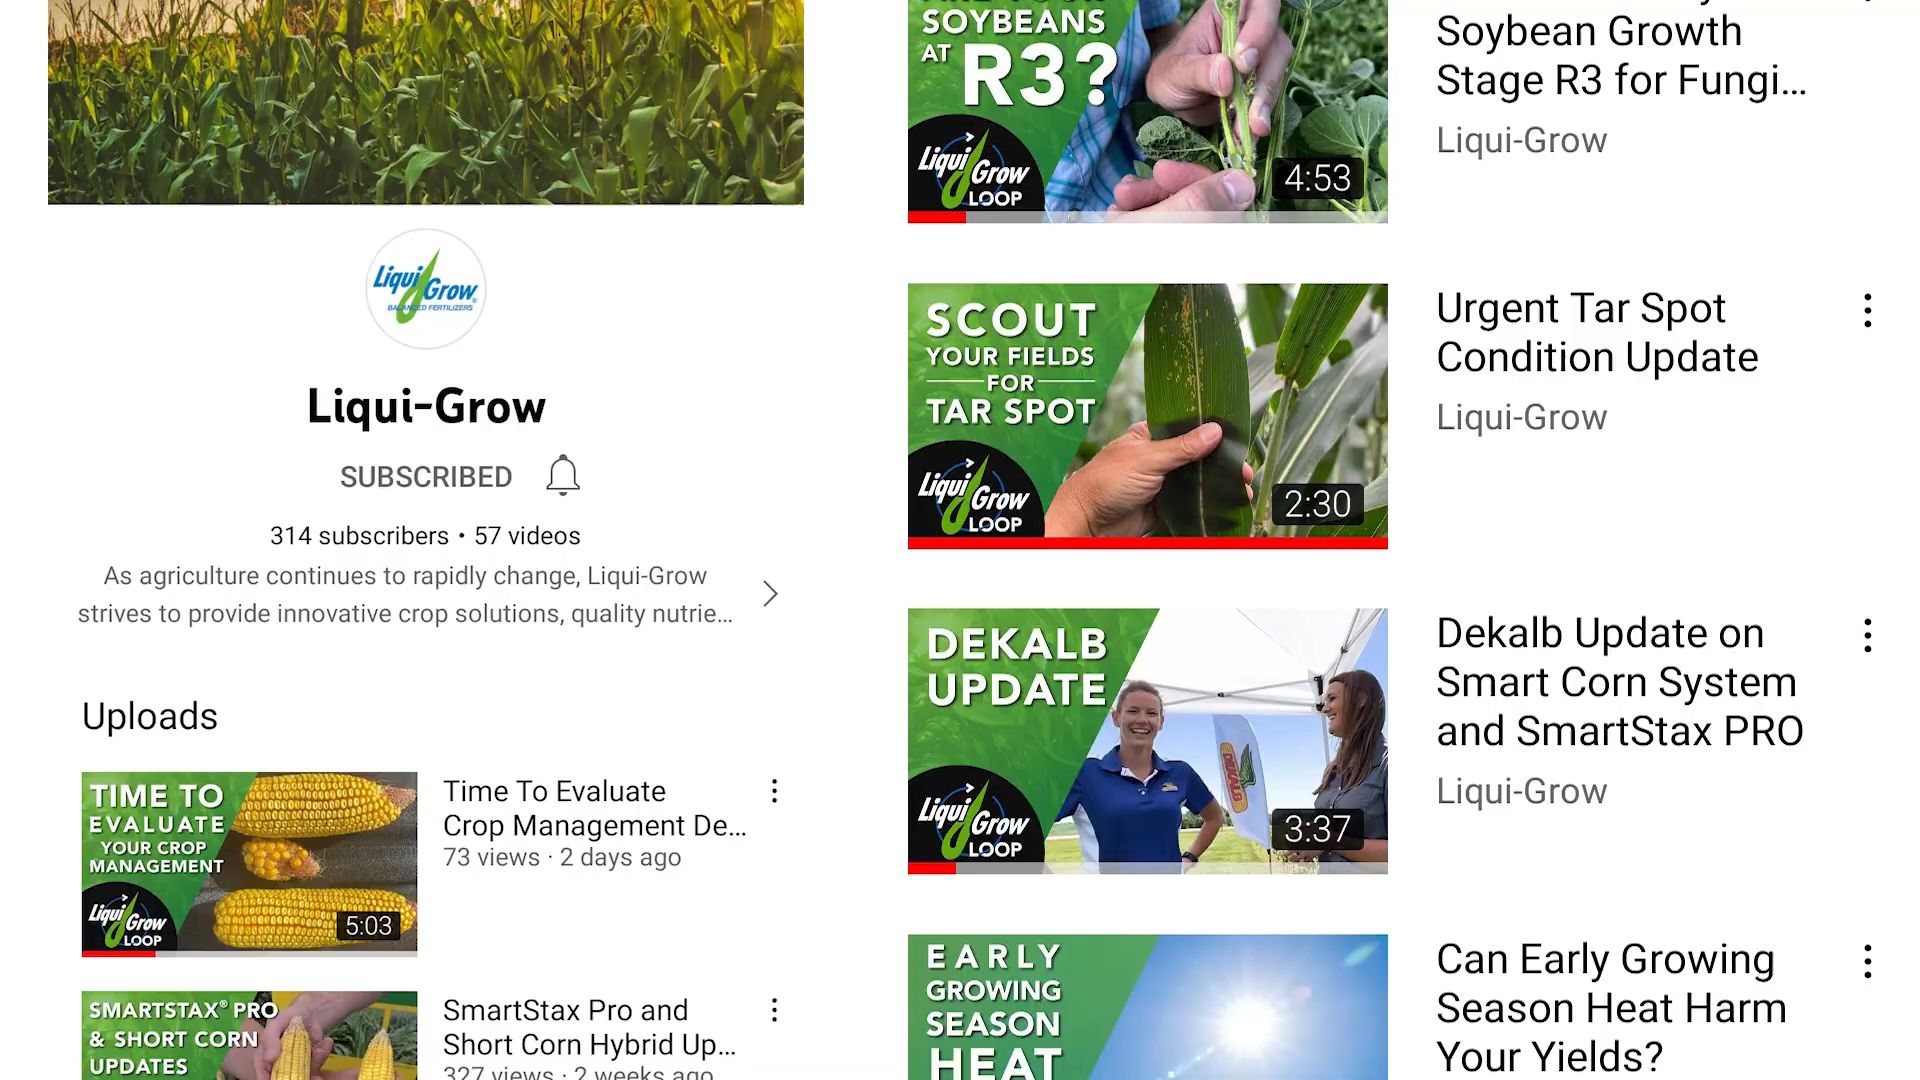 Liqui Grow
BALANCED FERTILIZERS
Liqui-Grow
SUBSCRIBED
314 subscribers • 57 videos
As agriculture continues to rapidly change, Liqui-Grow
strives to provide innovative crop solutions, quality nutrie...
Uploads
TIME TO
EVALUATE
YOUR CROP
MANAGEMENT
Liqui Grow
LOOP
5:03
Time To Evaluate
Crop Management De...
73 views · 2 days ago
SMARTSTAX® PRO
& SHORT CORN
UPDATES
SmartStax Pro and
Short Corn Hybrid Up...
327 views · 2 weeks ago
SOYBEANS
AT R3?
Liqui Grow
LOOP
4:53
Soybean Growth
Stage R3 for Fungi...
Liqui-Grow
SCOUT
YOUR FIELDS
FOR
TAR SPOT
Liqui Grow
LOOP
2:30
Urgent Tar Spot
Condition Update
Liqui-Grow
DEKALB
UPDATE
Liqui Grow
LOOP
DEKALB
3:37
Dekalb Update on
Smart Corn System
and SmartStax PRO
Liqui-Grow
EARLY
GROWING
SEASON
HEAT
Can Early Growing
Season Heat Harm
Your Yields?